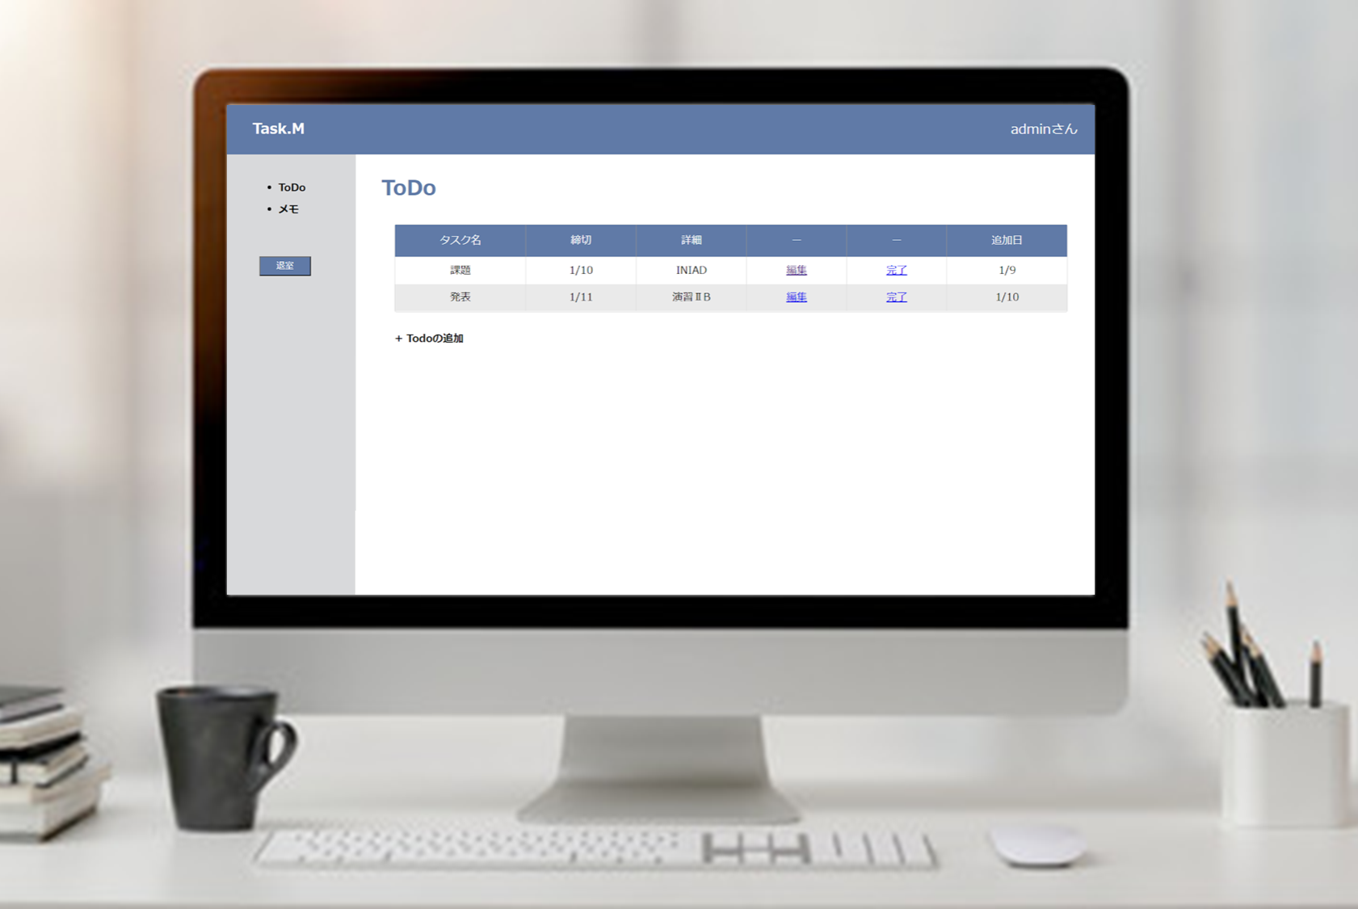 Task.M
adminさん
ToDo
メモ
退室
ToDo
タスク名 締切 詳細 — — 追加日
課題 1/10 INIAD 編集 完了 1/9
発表 1/11 演習ⅡB 編集 完了 1/10
+ Todoの追加